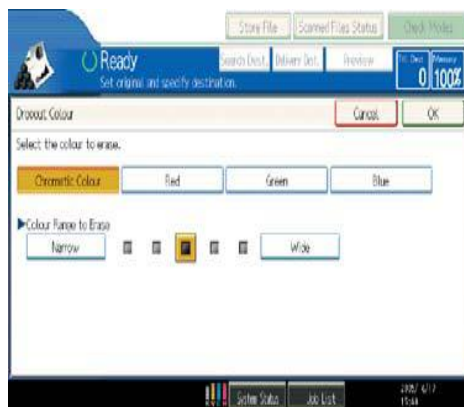 Store File Scanned Files Status Check Modes
Ready
Set original and specify destination.
Search Dest. Delivery Dest. Preview
Tot. Dest Memory
0 100%
Dropout Colour Cancel OK
Select the colour to erase.
Chromatic Colour Red Green Blue
Colour Range to Erase
Narrow Wide
System Status Job List
15:48